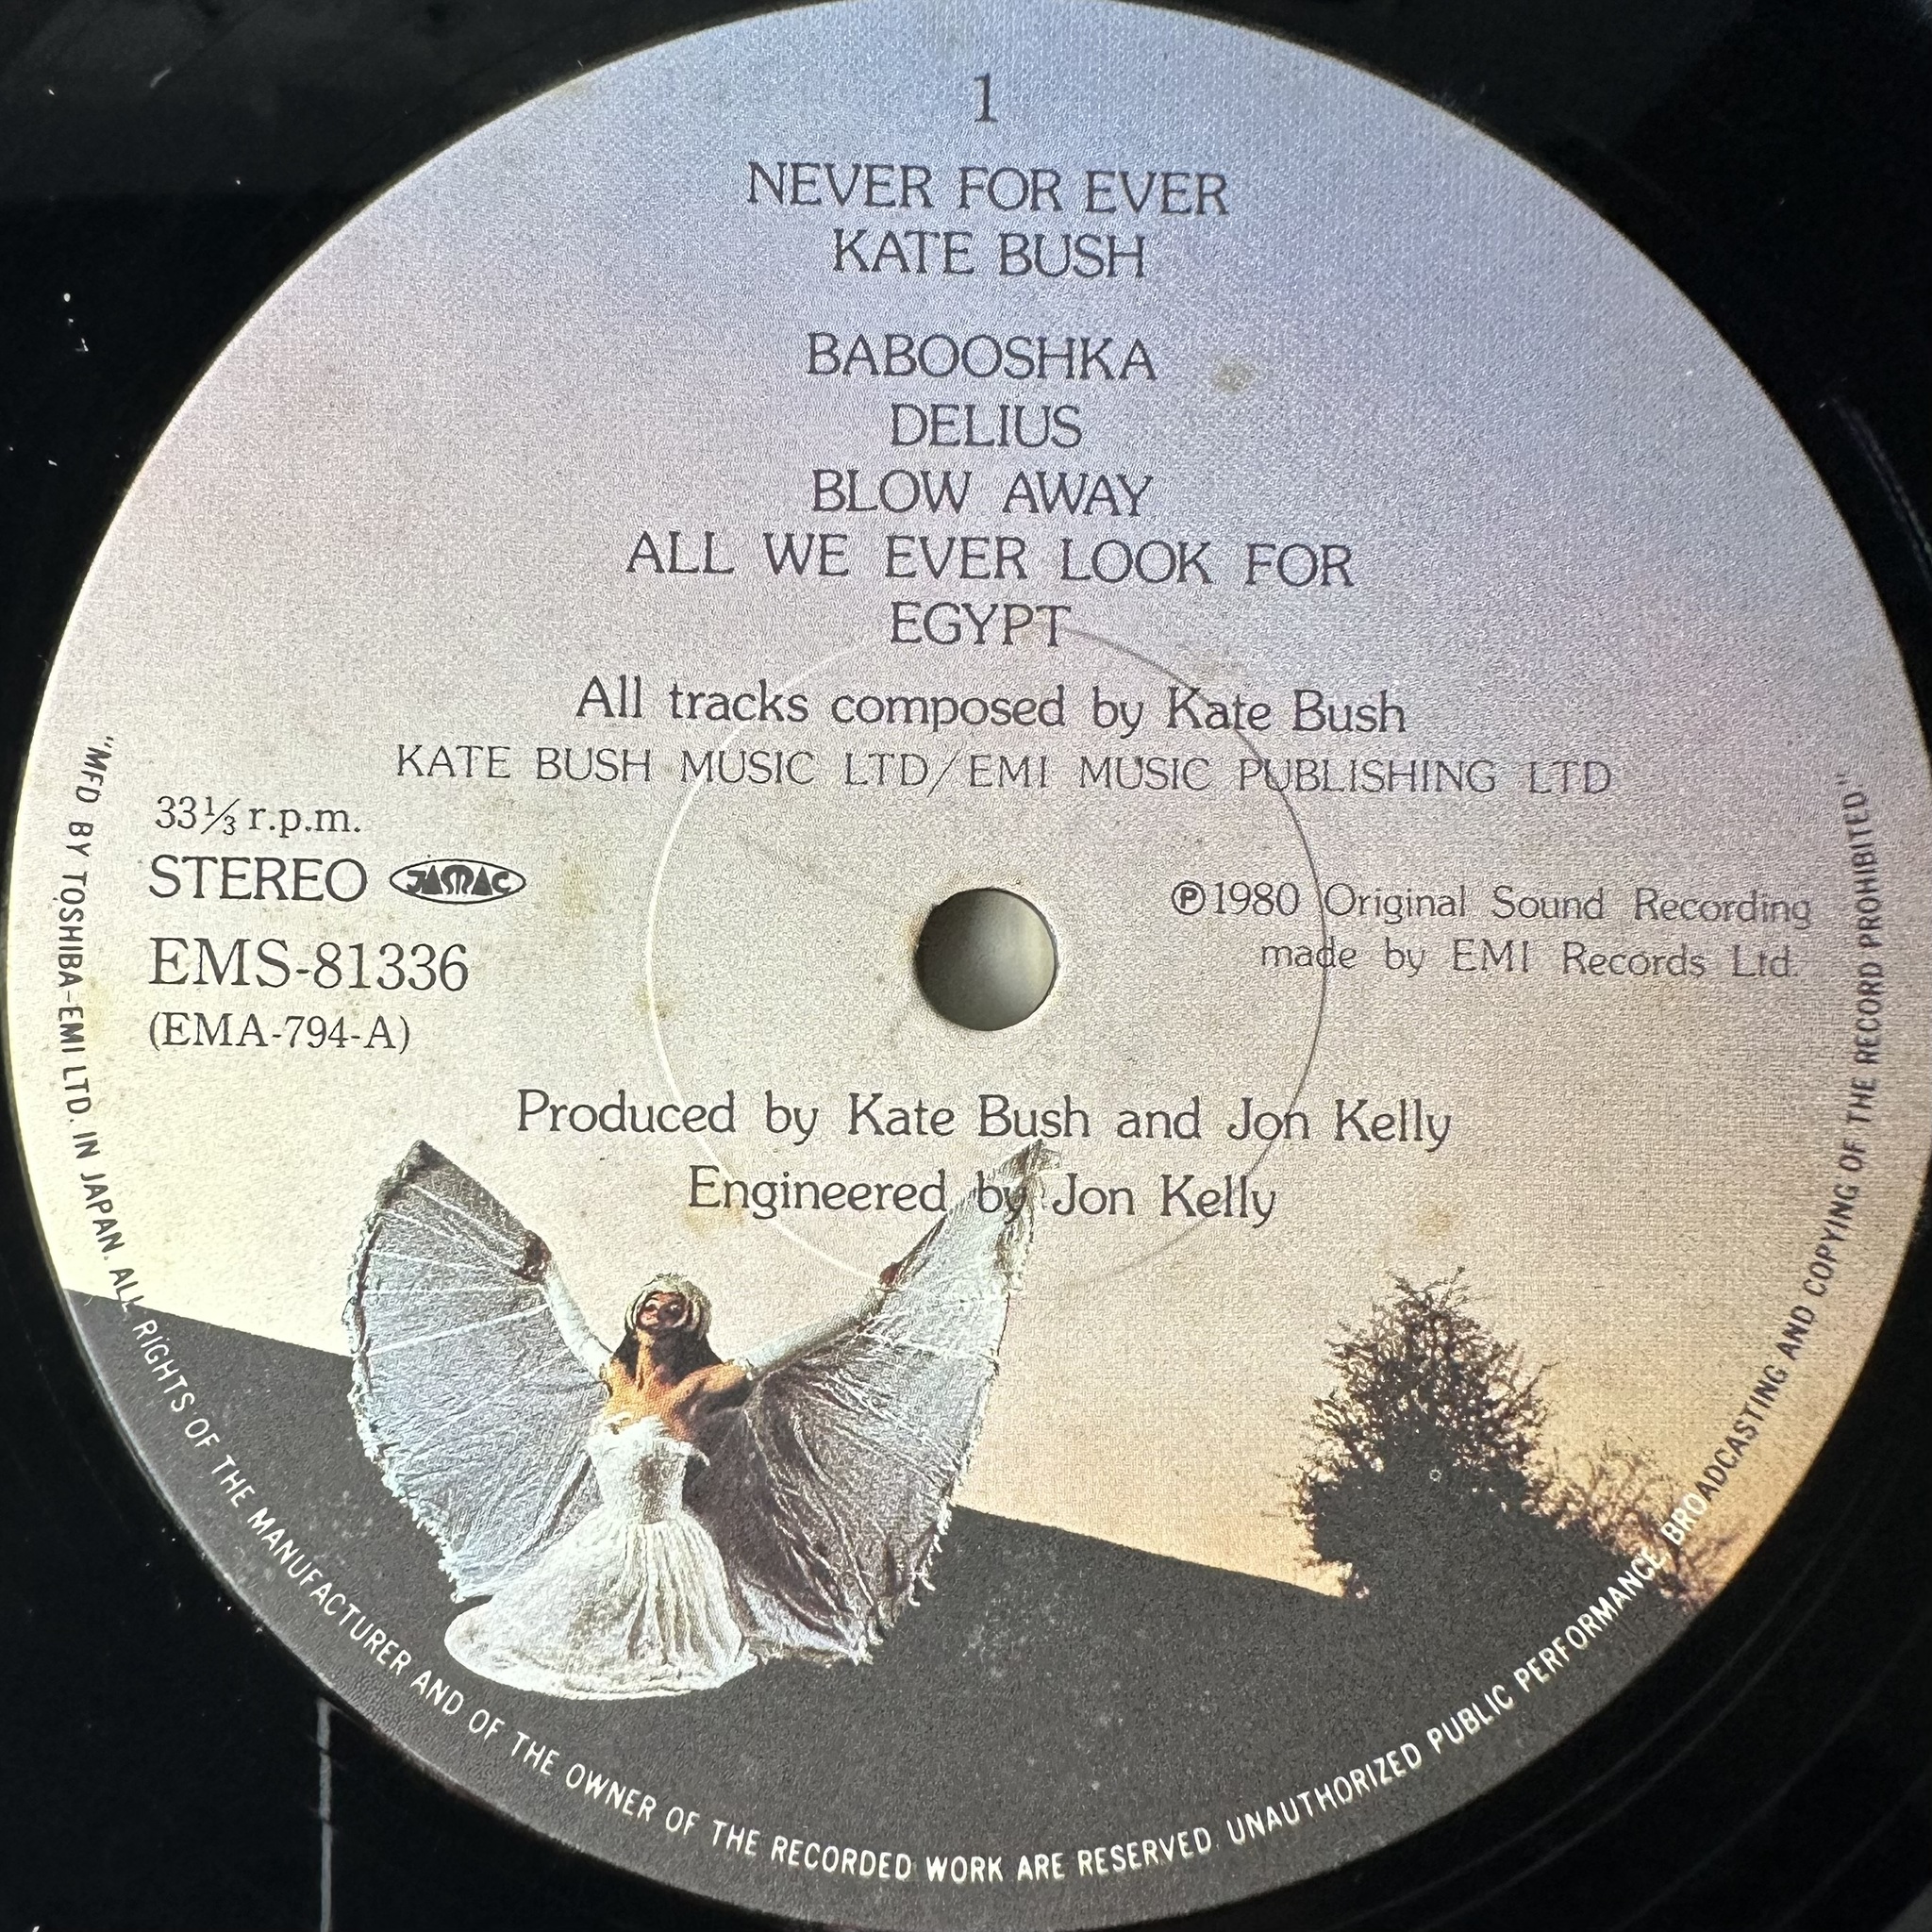 1
NEVER FOR EVER
KATE BUSH
BABOOSHKA
DELIUS
BLOW AWAY
ALL WE EVER LOOK FOR
EGYPT
All tracks composed by Kate Bush
KATE BUSH MUSIC LTD/EMI MUSIC PUBLISHING LTD
33⅓ r.p.m.
STEREO JASRAC
EMS-81336
(EMA-794-A)
℗1980 Original Sound Recording
made by EMI Records Ltd.
Produced by Kate Bush and Jon Kelly
Engineered by Jon Kelly
"MFD BY TOSHIBA-EMI LTD. IN JAPAN. ALL RIGHTS OF THE MANUFACTURER AND OF THE OWNER OF THE RECORDED WORK ARE RESERVED. UNAUTHORIZED PUBLIC PERFORMANCE, BROADCASTING AND COPYING OF THE RECORD PROHIBITED"